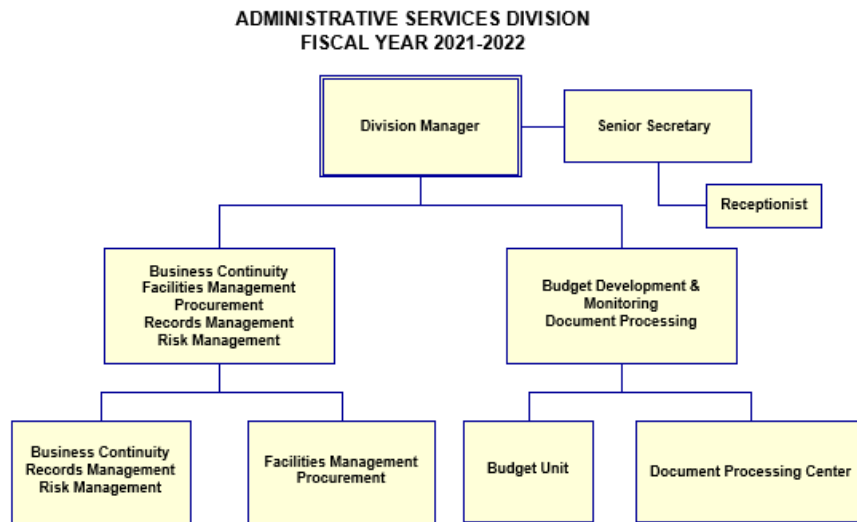 ADMINISTRATIVE SERVICES DIVISION
FISCAL YEAR 2021-2022
Division Manager
Senior Secretary
Receptionist
Business Continuity
Facilities Management
Procurement
Records Management
Risk Management
Budget Development &
Monitoring
Document Processing
Business Continuity
Records Management
Risk Management
Facilities Management
Procurement
Budget Unit
Document Processing Center